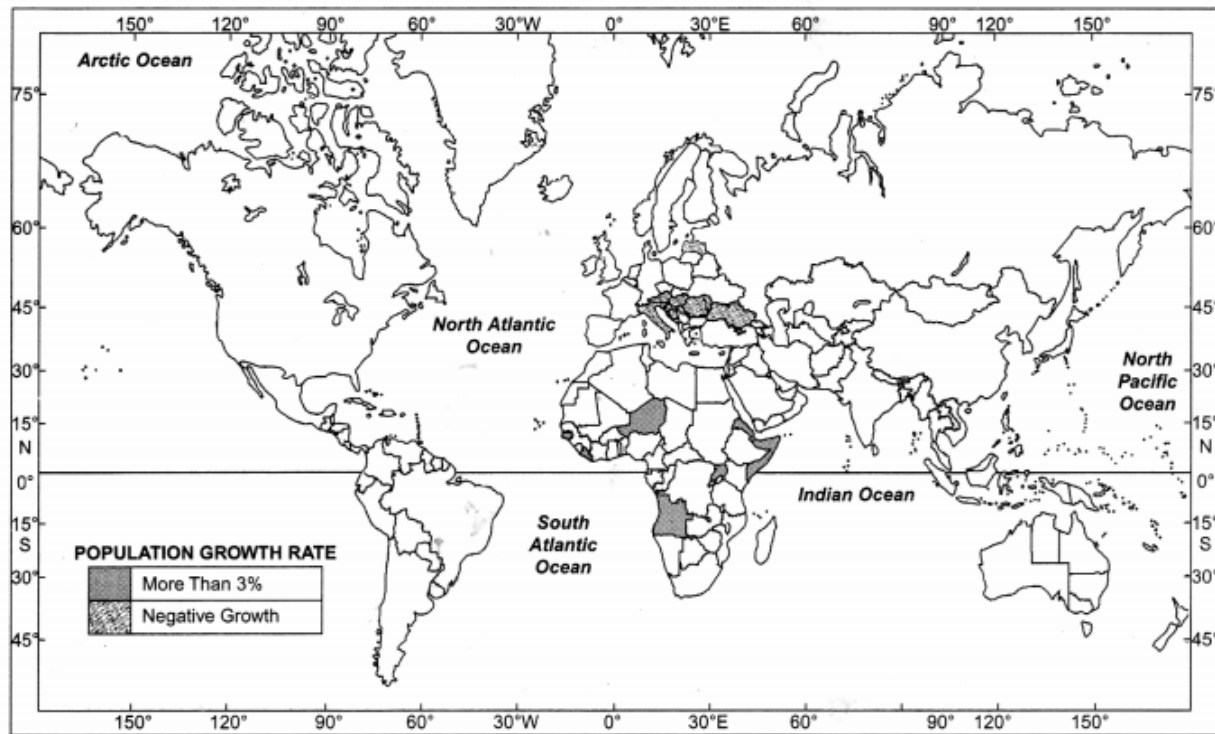 150° 120° 90° 60° 30° 0° 30°E 60° 90° 120° 150°
Arctic Ocean
75° 75°
60° 60°
45° 45°
North Atlantic
Ocean
North
Pacific
Ocean
30° 30°
15° 15°
N N
0° 0°
Indian Ocean
South
Atlantic
Ocean
15° 15°
S S
POPULATION GROWTH RATE
More Than 3%
Negative Growth
30° 30°
45° 45°
150° 120° 90° 60° 30°W 0° 30°E 60° 90° 120° 150°